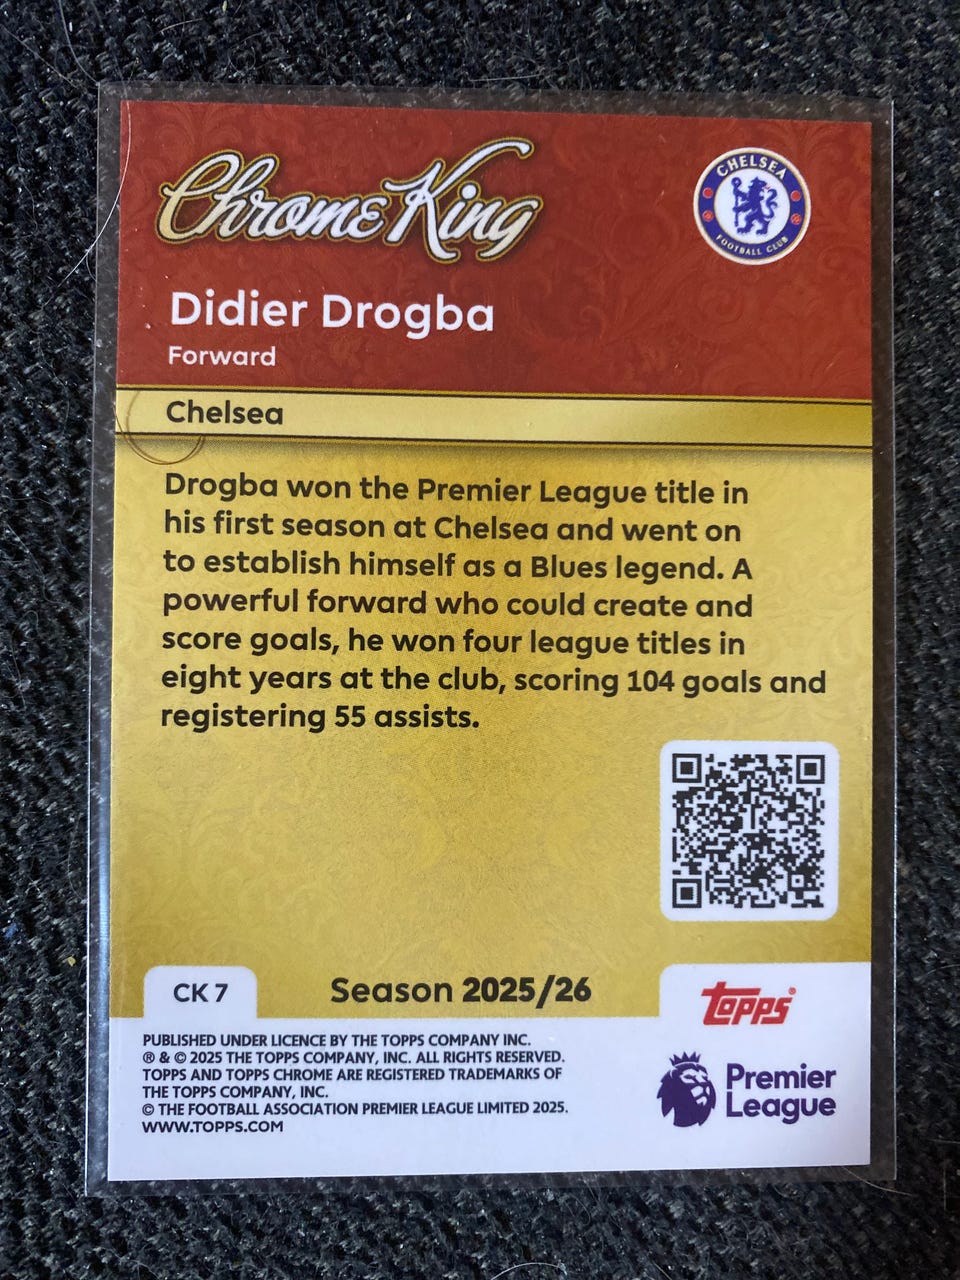 Chrome King
CHELSEA
FOOTBALL CLUB
Didier Drogba
Forward
Chelsea
Drogba won the Premier League title in
his first season at Chelsea and went on
to establish himself as a Blues legend. A
powerful forward who could create and
score goals, he won four league titles in
eight years at the club, scoring 104 goals and
registering 55 assists.
CK 7
Season 2025/26
topps®
PUBLISHED UNDER LICENCE BY THE TOPPS COMPANY INC.
® & © 2025 THE TOPPS COMPANY, INC. ALL RIGHTS RESERVED.
TOPPS AND TOPPS CHROME ARE REGISTERED TRADEMARKS OF
THE TOPPS COMPANY, INC.
© THE FOOTBALL ASSOCIATION PREMIER LEAGUE LIMITED 2025.
WWW.TOPPS.COM
Premier
League